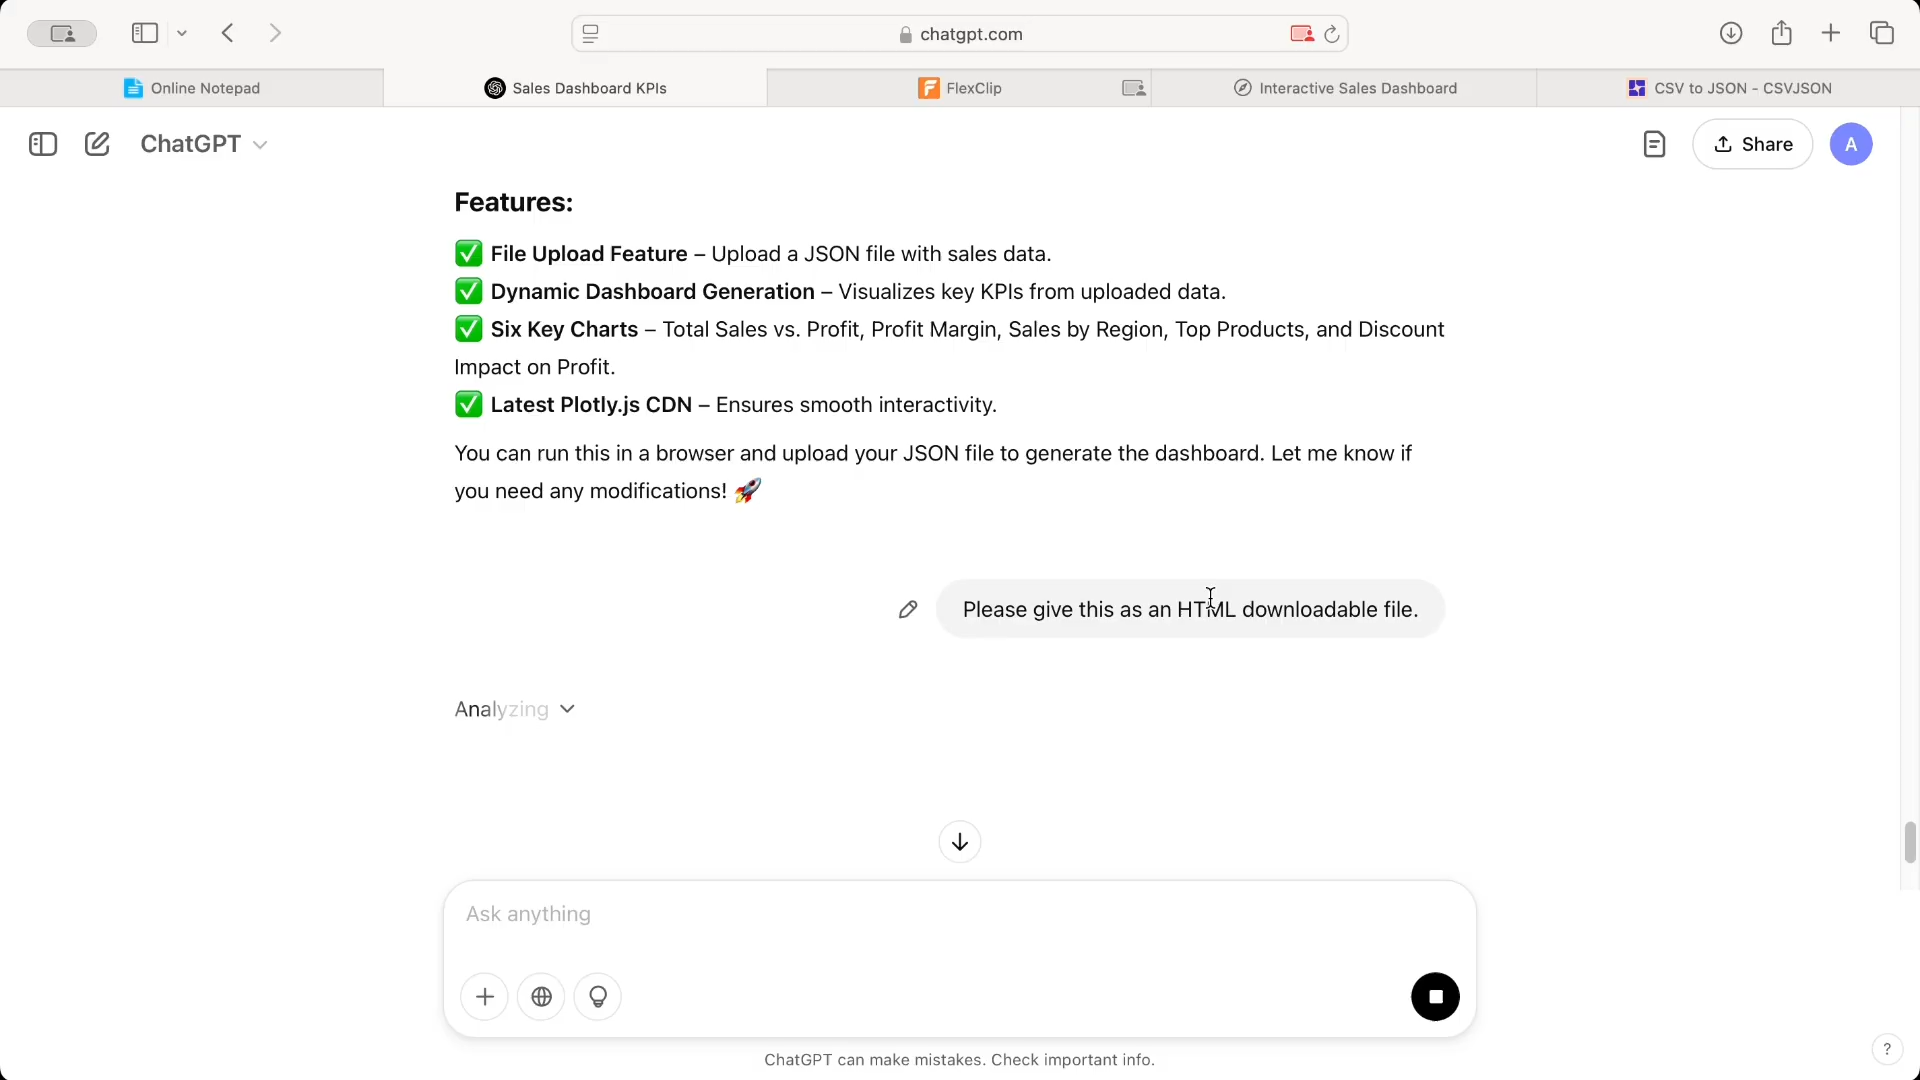 chatgpt.com
Online Notepad
Sales Dashboard KPIs
FlexClip
Interactive Sales Dashboard
CSV to JSON - CSVJSON
ChatGPT
Share
A
Features:
✅ File Upload Feature – Upload a JSON file with sales data.
✅ Dynamic Dashboard Generation – Visualizes key KPIs from uploaded data.
✅ Six Key Charts – Total Sales vs. Profit, Profit Margin, Sales by Region, Top Products, and Discount
Impact on Profit.
✅ Latest Plotly.js CDN – Ensures smooth interactivity.
You can run this in a browser and upload your JSON file to generate the dashboard. Let me know if
you need any modifications! 🚀
Please give this as an HTML downloadable file.
Analyzing
Ask anything
ChatGPT can make mistakes. Check important info.
?